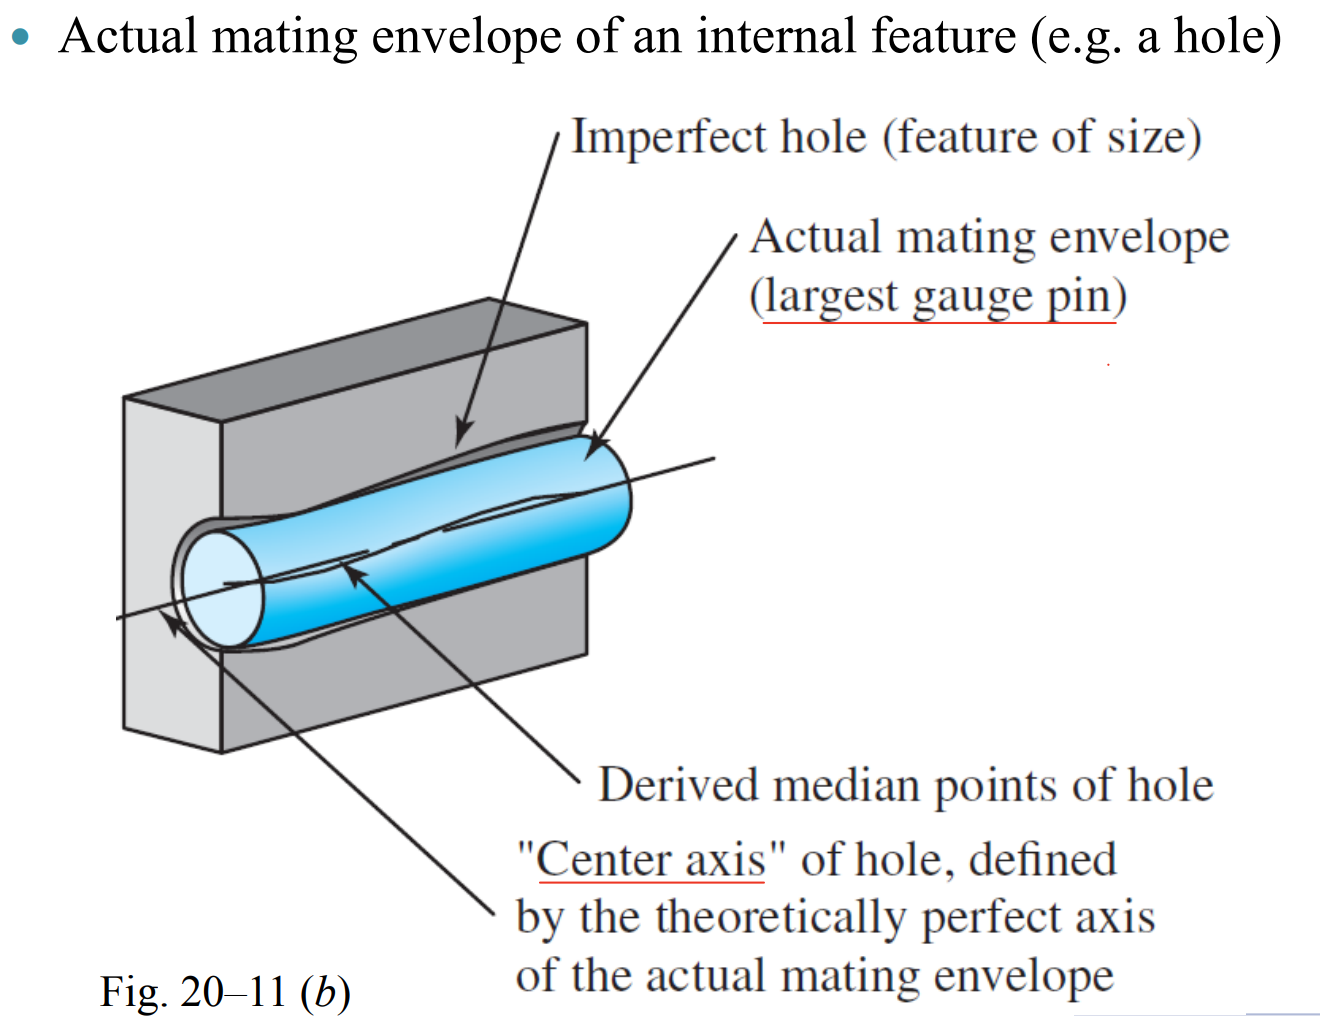 • Actual mating envelope of an internal feature (e.g. a hole)
Imperfect hole (feature of size)
Actual mating envelope
(largest gauge pin)
Derived median points of hole
"Center axis" of hole, defined
by the theoretically perfect axis
of the actual mating envelope
Fig. 20–11 (b)